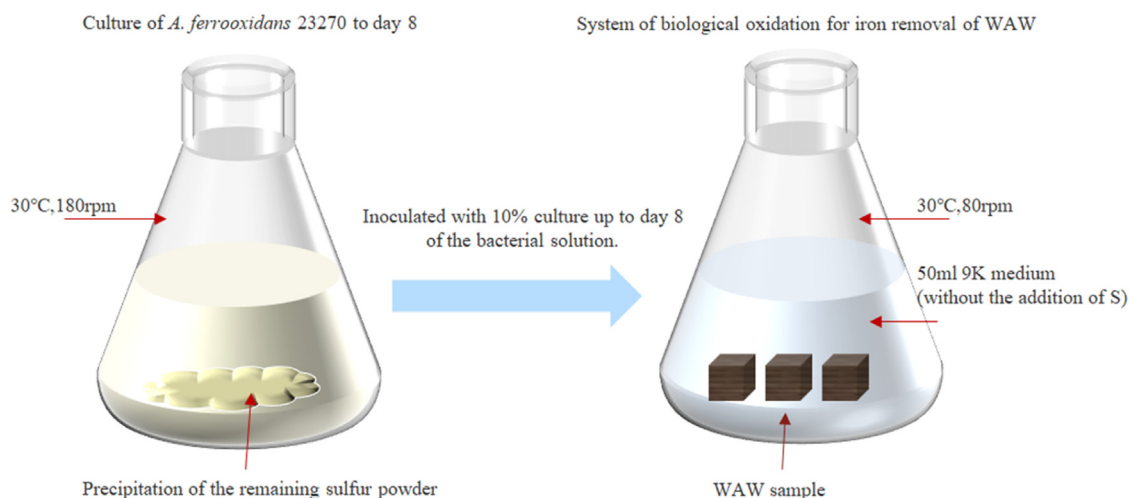 Culture of A. ferrooxidans 23270 to day 8
System of biological oxidation for iron removal of WAW
30℃,180rpm
Inoculated with 10% culture up to day 8
of the bacterial solution.
30℃,80rpm
50ml 9K medium
(without the addition of S)
Precipitation of the remaining sulfur powder
WAW sample